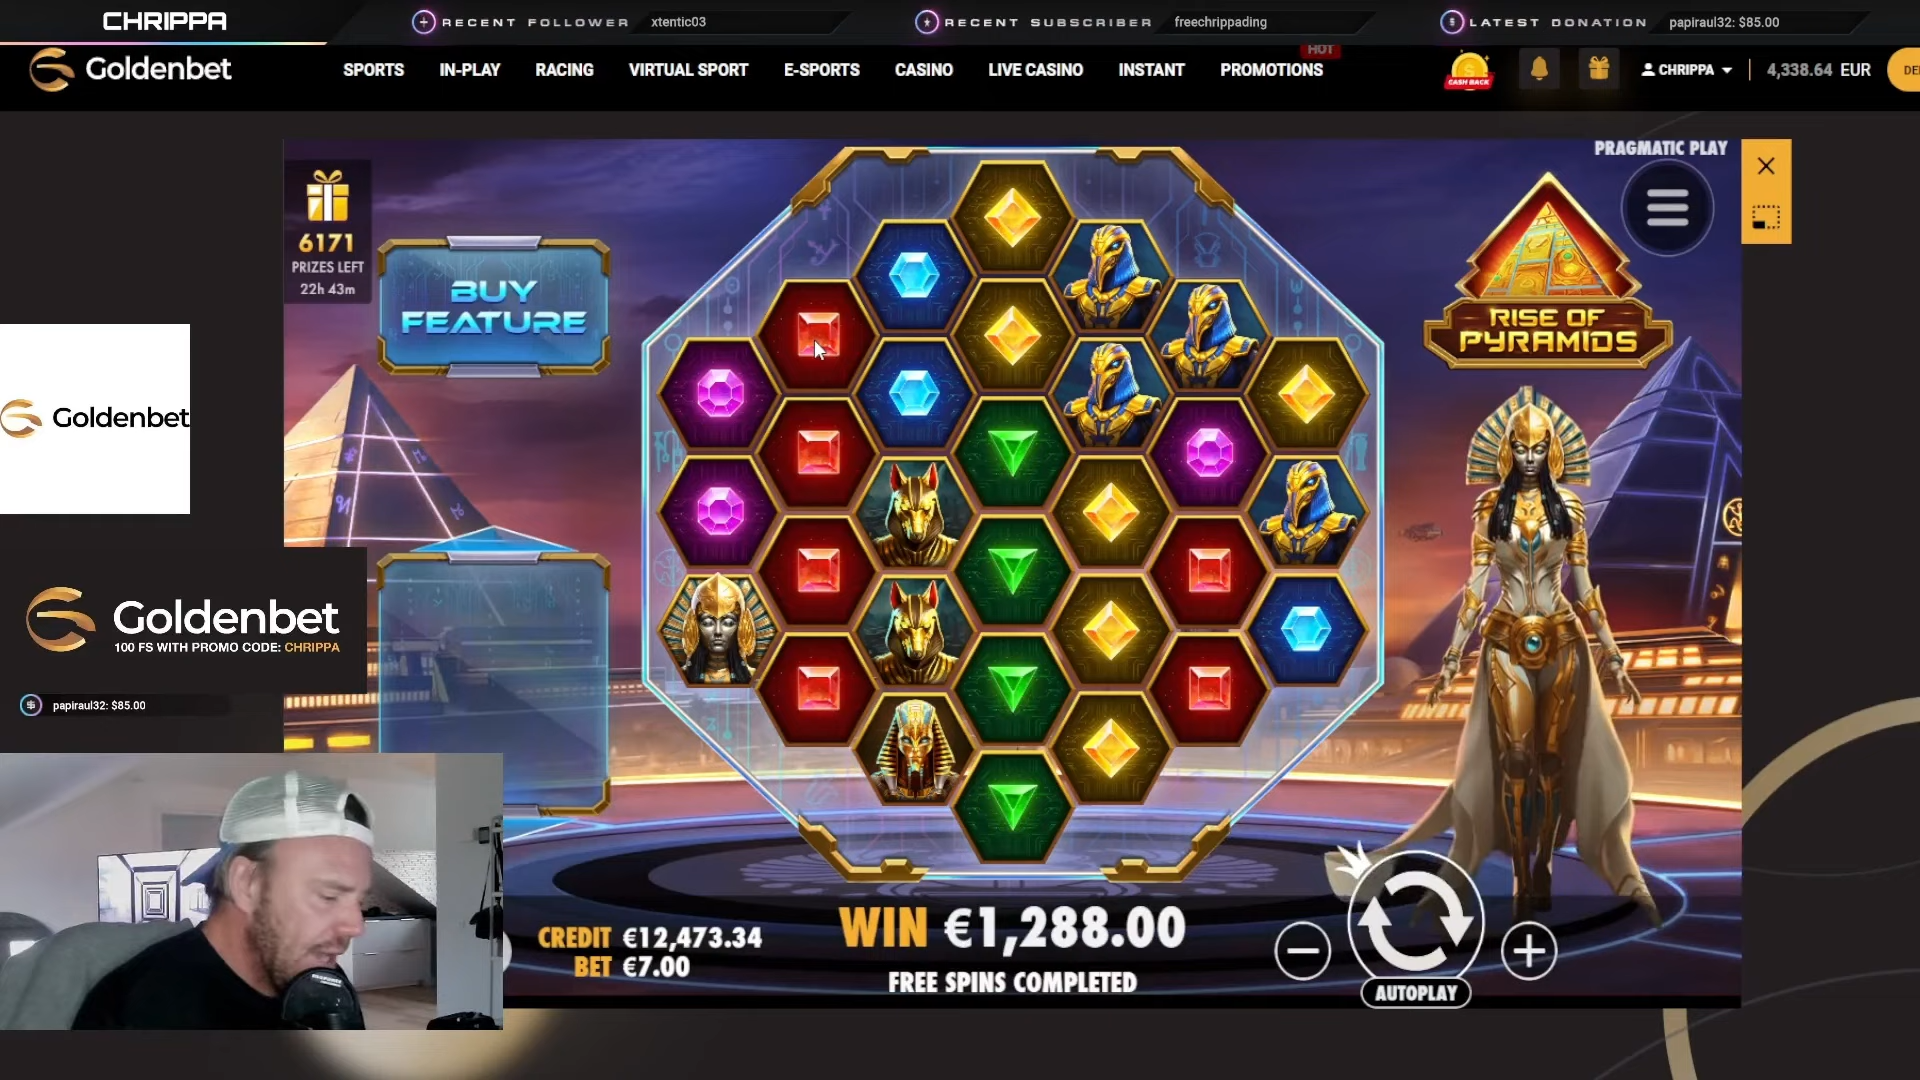 CHRIPPA
RECENT FOLLOWER xtentic03
RECENT SUBSCRIBER freechrippading
LATEST DONATION papiraul32: $85.00
Goldenbet
SPORTS IN-PLAY RACING VIRTUAL SPORT E-SPORTS CASINO LIVE CASINO INSTANT PROMOTIONS
HOT
CASH BACK
CHRIPPA
4,338.64 EUR
PRAGMATIC PLAY
6171
PRIZES LEFT
22h 43m
BUY
FEATURE
RISE OF
PYRAMIDS
Goldenbet
Goldenbet
100 FS WITH PROMO CODE: CHRIPPA
papiraul32: $85.00
CREDIT €12,473.34
BET €7.00
WIN €1,288.00
FREE SPINS COMPLETED
AUTOPLAY